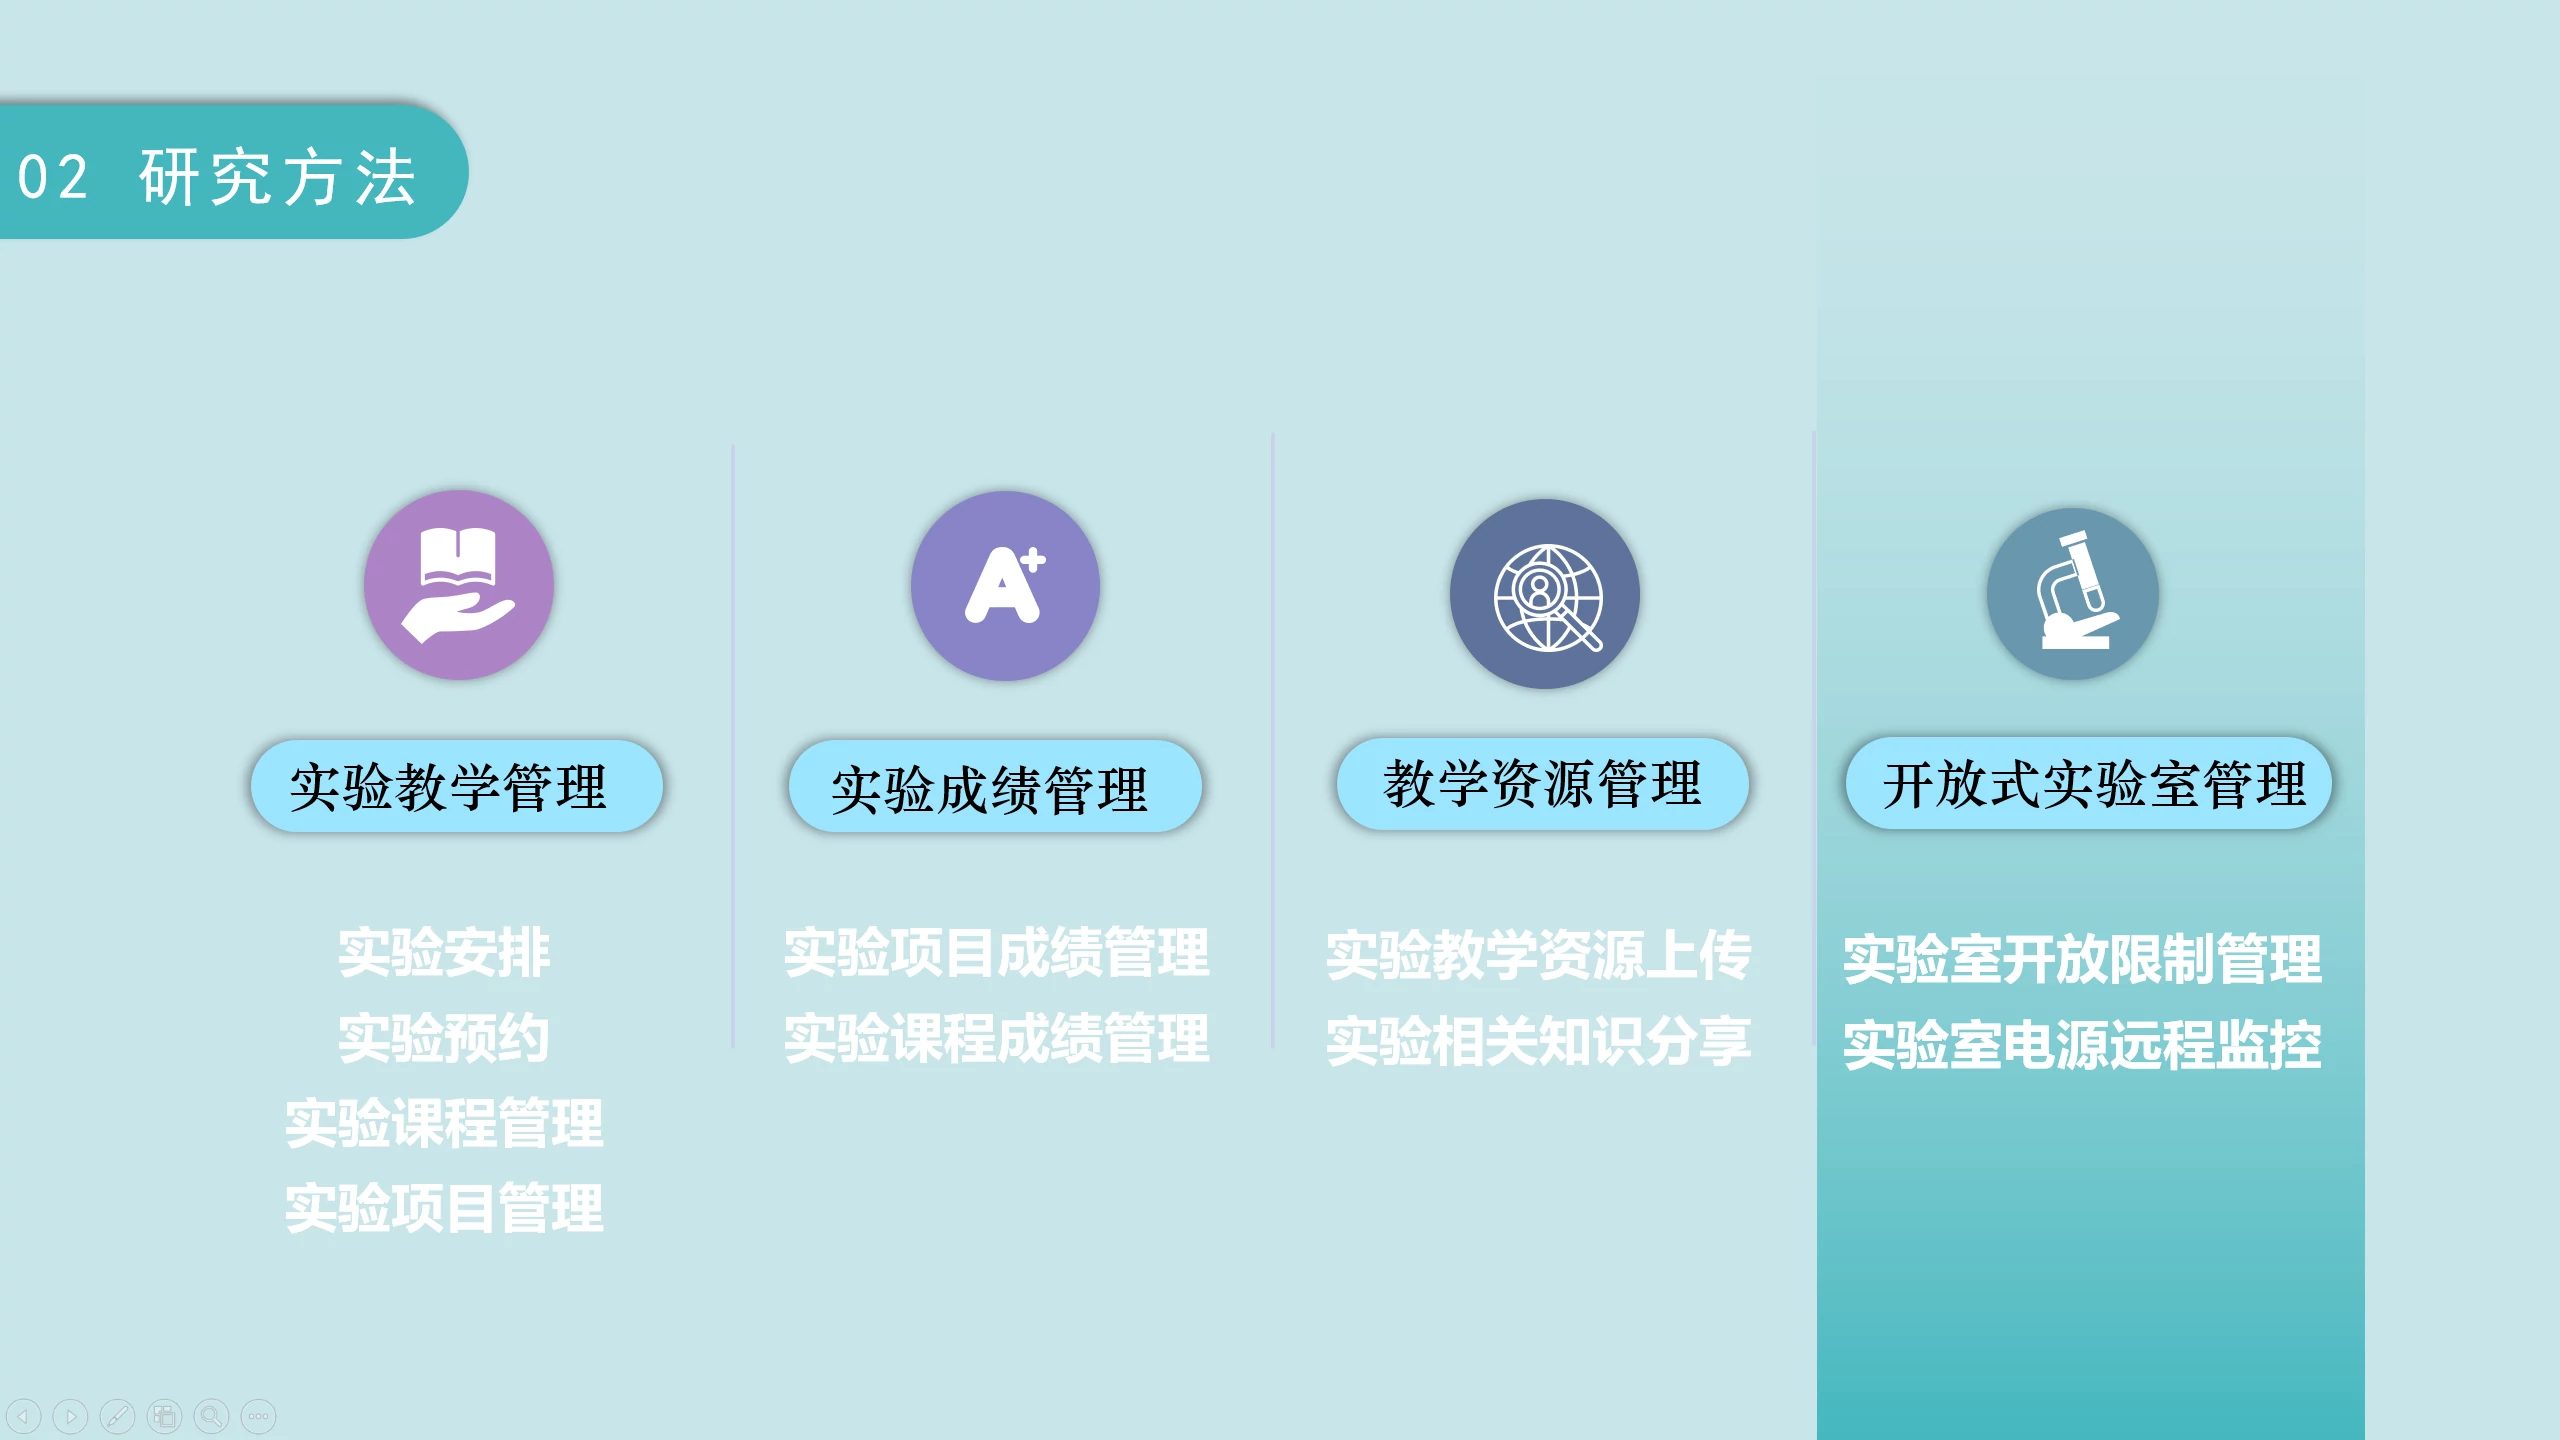 02 研究方法
A+
实验教学管理
实验安排
实验预约
实验课程管理
实验项目管理
实验成绩管理
实验项目成绩管理
实验课程成绩管理
教学资源管理
实验教学资源上传
实验相关知识分享
开放式实验室管理
实验室开放限制管理
实验室电源远程监控